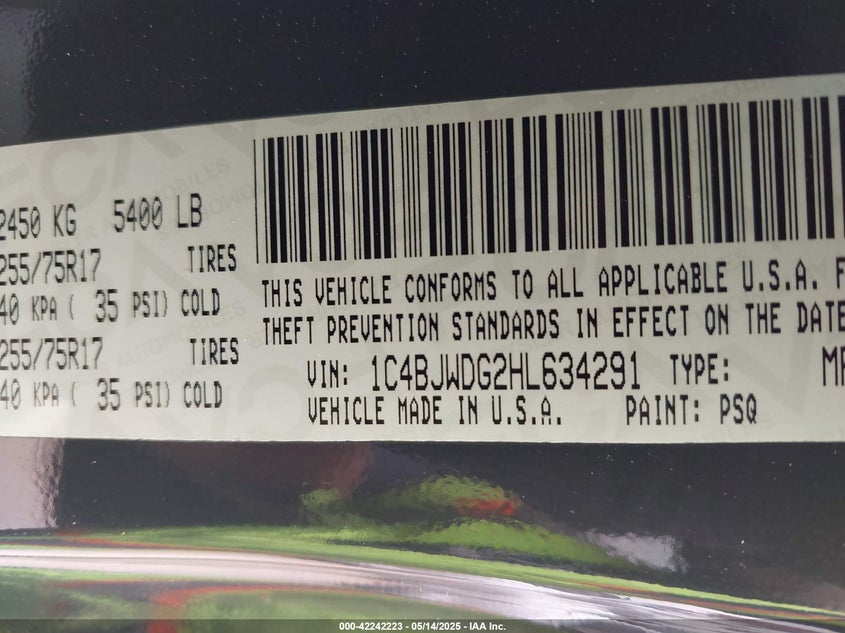 2450 KG 5400 LB
255/75R17 TIRES
40 KPA ( 35 PSI) COLD
255/75R17 TIRES
40 KPA ( 35 PSI) COLD
THIS VEHICLE CONFORMS TO ALL APPLICABLE U.S.A. F
THEFT PREVENTION STANDARDS IN EFFECT ON THE DATE
VIN: 1C4BJWDG2HL634291 TYPE: MP
VEHICLE MADE IN U.S.A. PAINT: PSQ
000-42242223 - 05/14/2025 - IAA Inc.